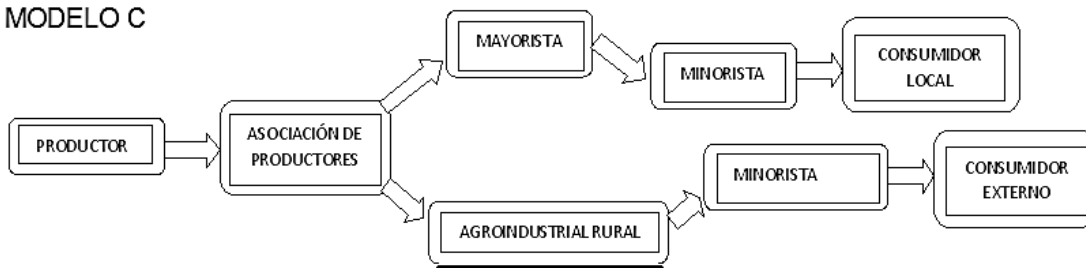 MODELO C
PRODUCTOR
ASOCIACIÓN DE
PRODUCTORES
MAYORISTA
MINORISTA
CONSUMIDOR
LOCAL
AGROINDUSTRIAL RURAL
MINORISTA
CONSUMIDOR
EXTERNO